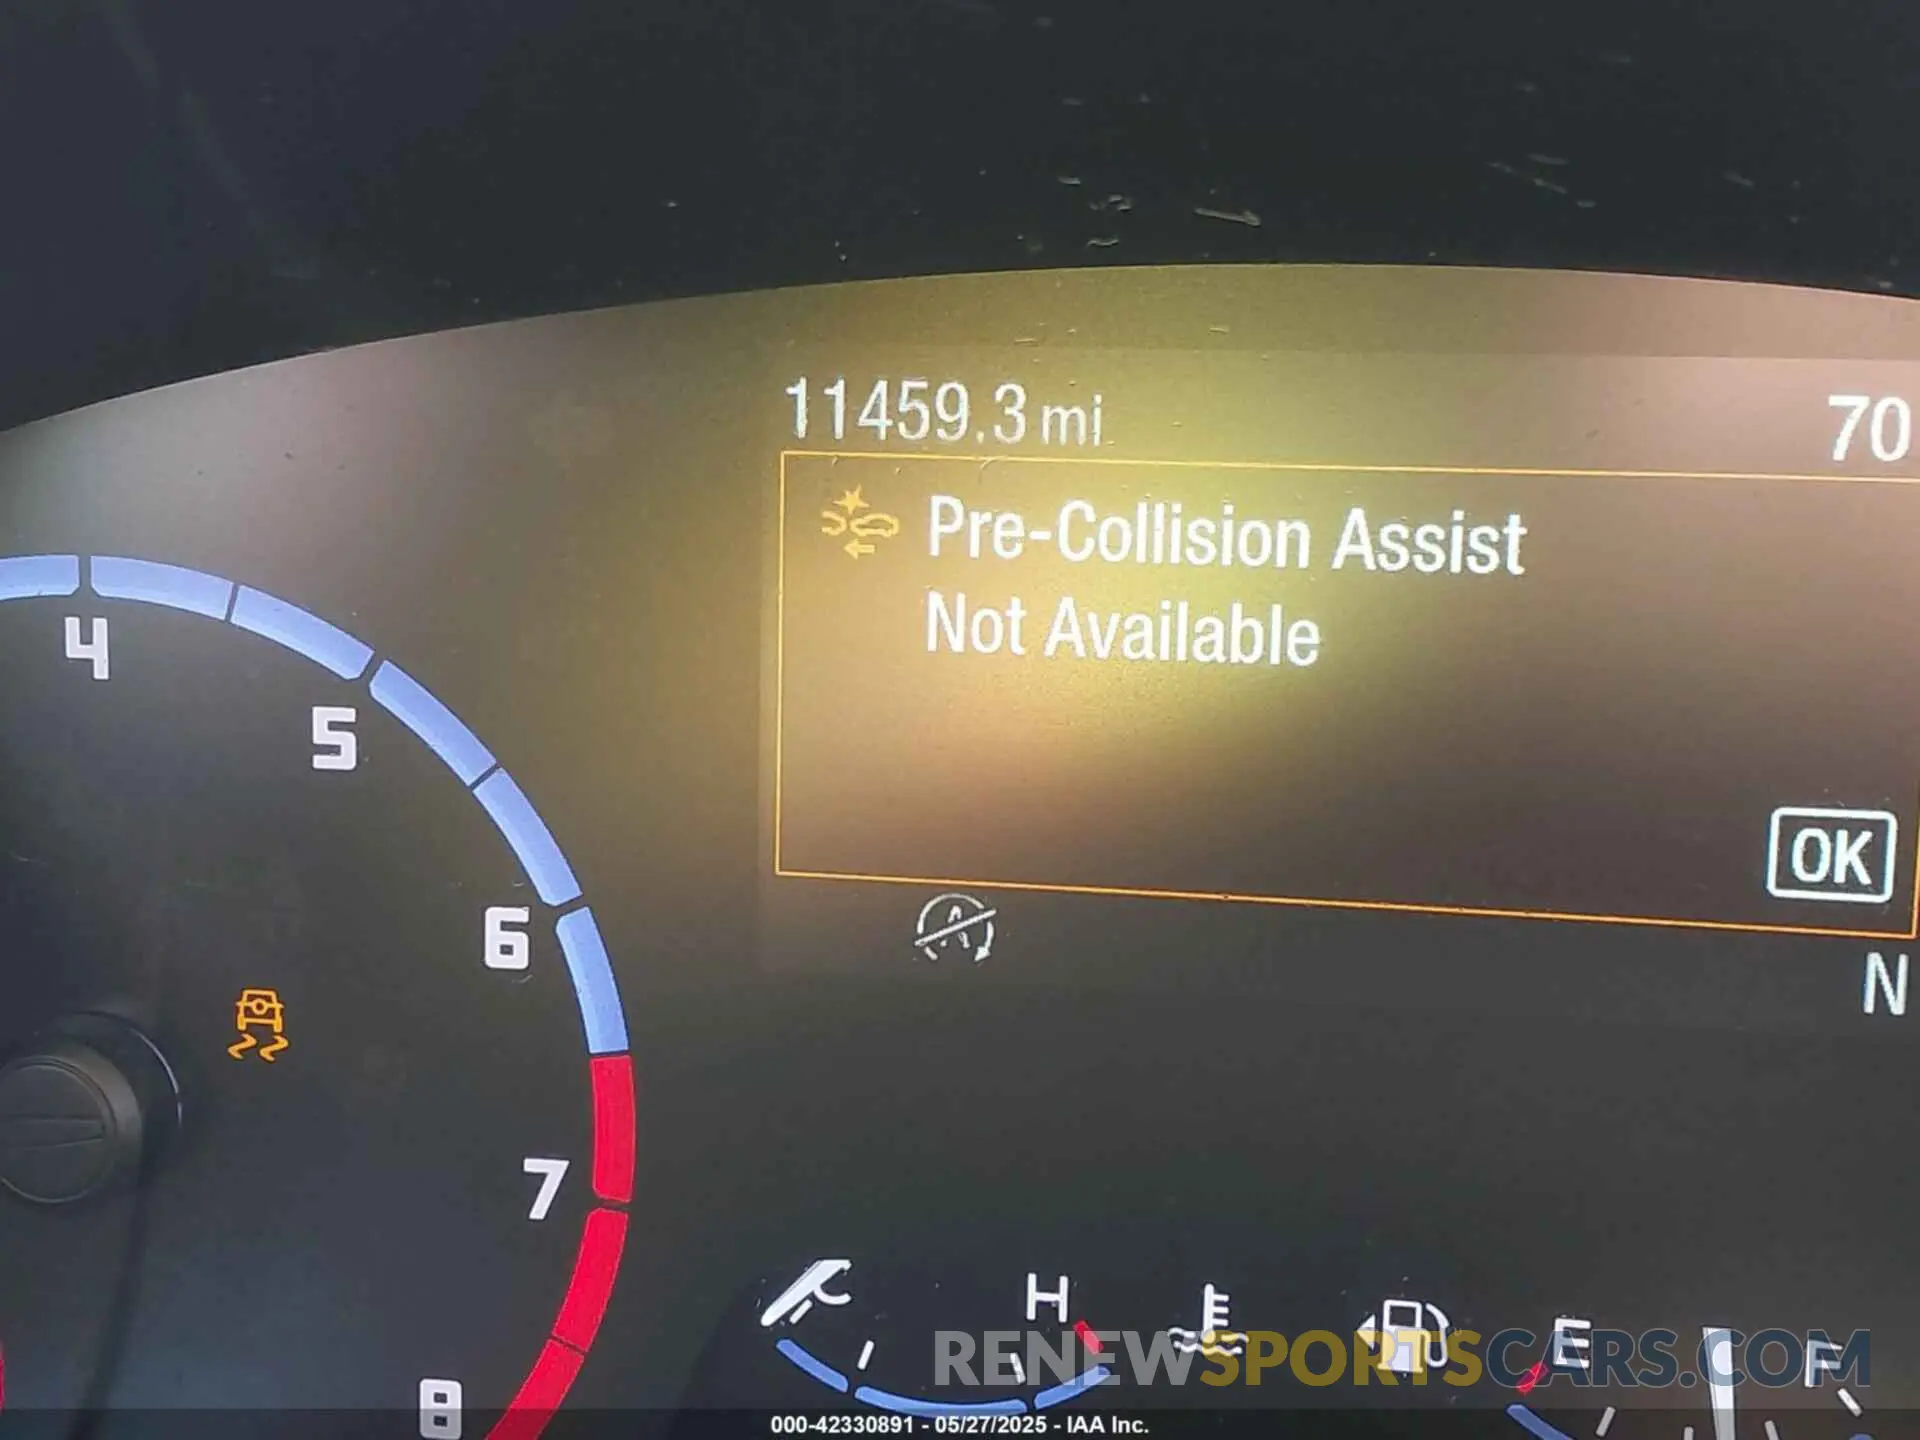 11459.3 mi 70
Pre-Collision Assist
Not Available
OK
N
4
5
6
7
8
H
E
F
RENEWSPORTSCARS.COM
000-42330891 - 05/27/2025 - IAA Inc.